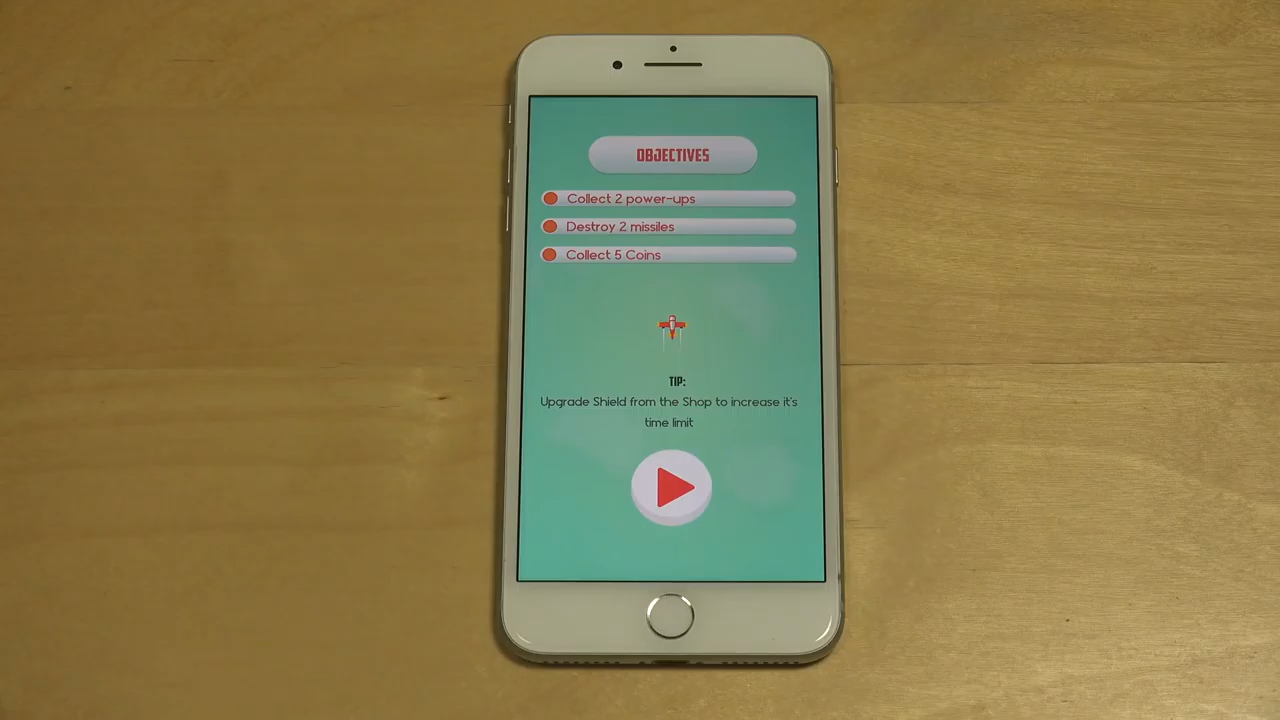 OBJECTIVES
Collect 2 power-ups
Destroy 2 missiles
Collect 5 Coins
TIP:
Upgrade Shield from the Shop to increase it's
time limit